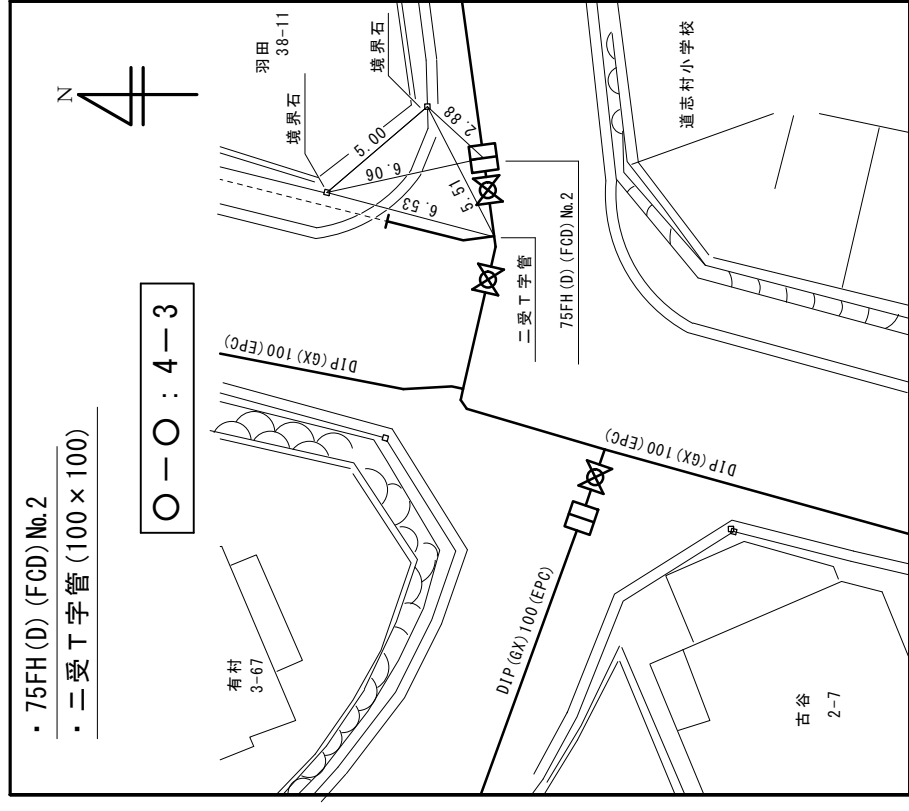 ・75FH(D)(FCD)No.2
・二受T字管(100×100)
○-○:4-3
N
羽田
38-11
境界石
境界石
5.00
2.88
6.06
5.51
6.53
二受T字管
75FH(D)(FCD)No.2
道志村小学校
DIP(GX)100(EPC)
DIP(GX)100(EPC)
DIP(GX)100(EPC)
有村
3-67
古谷
2-7